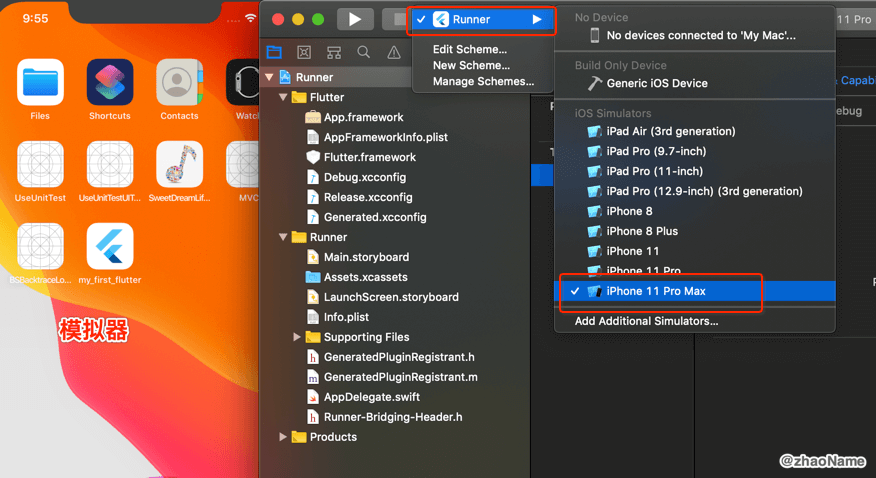 9:55
Files
Shortcuts
Contacts
Watch
UseUnitTest
UseUnitTestUIT...
SweetDreamLif...
MVC
BSBacktraceLo...
my_first_flutter
模拟器
Runner
Edit Scheme...
New Scheme...
Manage Schemes...
Runner
Flutter
App.framework
AppFrameworkInfo.plist
Flutter.framework
Debug.xcconfig
Release.xcconfig
Generated.xcconfig
Runner
Main.storyboard
Assets.xcassets
LaunchScreen.storyboard
Info.plist
Supporting Files
GeneratedPluginRegistrant.h
GeneratedPluginRegistrant.m
AppDelegate.swift
Runner-Bridging-Header.h
Products
No Device
No devices connected to 'My Mac'...
Build Only Device
Generic iOS Device
iOS Simulators
iPad Air (3rd generation)
iPad Pro (9.7-inch)
iPad Pro (11-inch)
iPad Pro (12.9-inch) (3rd generation)
iPhone 8
iPhone 8 Plus
iPhone 11
iPhone 11 Pro
iPhone 11 Pro Max
Add Additional Simulators...
11 Pro
& Capab
ebug
@zhaoName